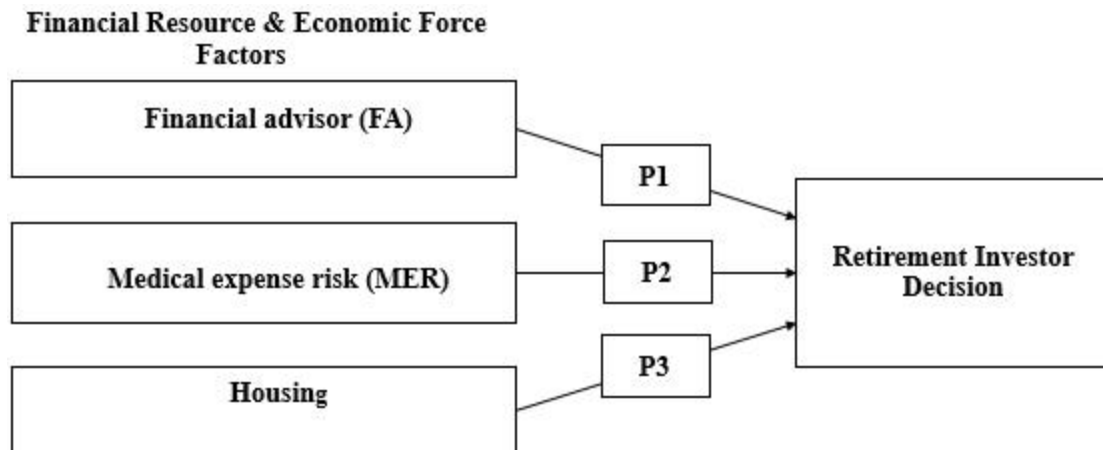 Financial Resource & Economic Force
Factors
Financial advisor (FA)
P1
Medical expense risk (MER)
P2
Retirement Investor
Decision
P3
Housing